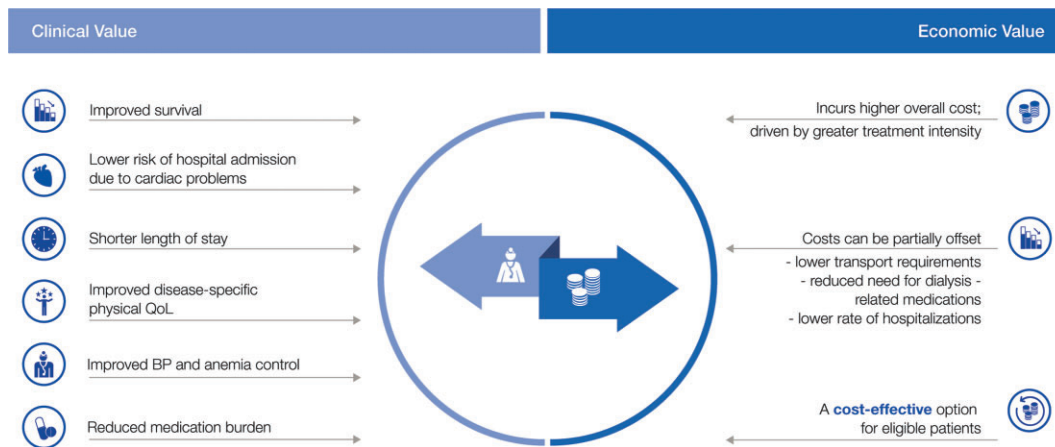 Clinical Value
Economic Value
Improved survival
Lower risk of hospital admission
due to cardiac problems
Shorter length of stay
Improved disease-specific
physical QoL
Improved BP and anemia control
Reduced medication burden
Incurs higher overall cost;
driven by greater treatment intensity
Costs can be partially offset
- lower transport requirements
- reduced need for dialysis -
related medications
- lower rate of hospitalizations
A cost-effective option
for eligible patients